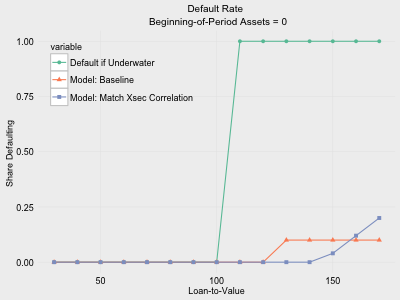 Default Rate
Beginning-of-Period Assets = 0
variable
Default if Underwater
Model: Baseline
Model: Match Xsec Correlation
Share Defaulting
1.00
0.75
0.50
0.25
0.00
50
100
150
Loan-to-Value